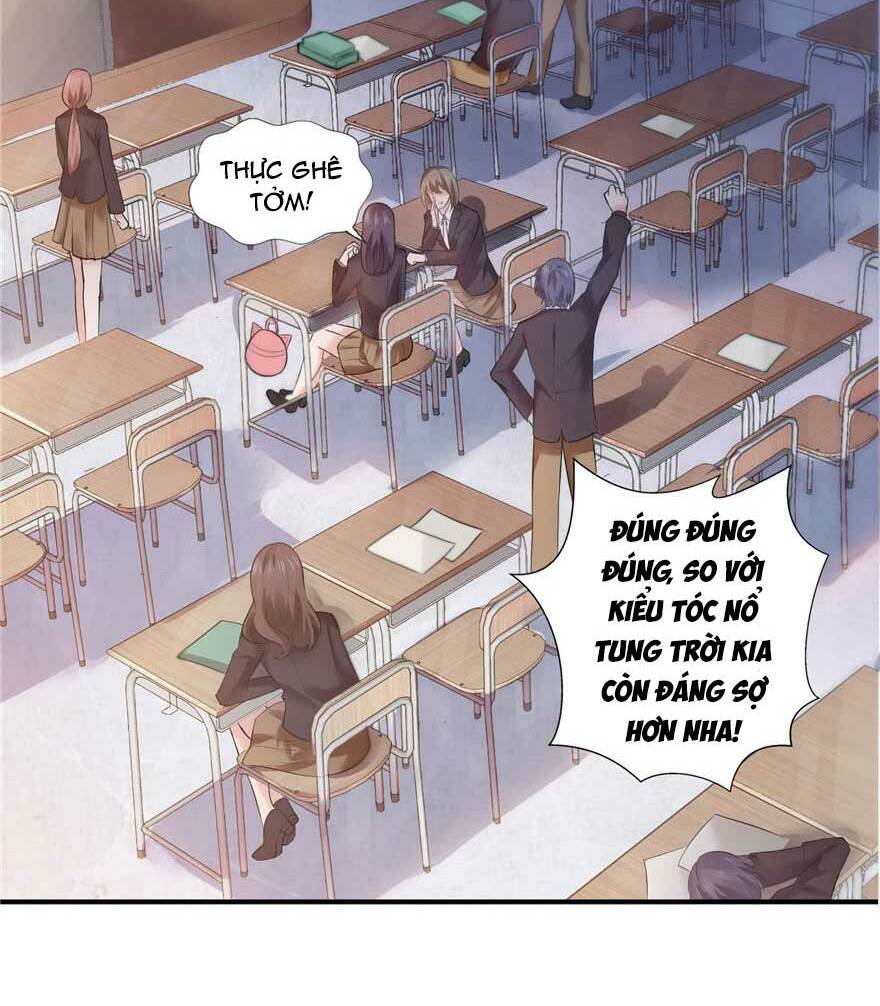 THỰC GHÊ
TỞM!
ĐÚNG ĐÚNG
ĐÚNG, SO VỚI
KIỂU TÓC NỔ
TUNG TRỜI KIA
CÒN ĐÁNG SỢ
HƠN NHA!